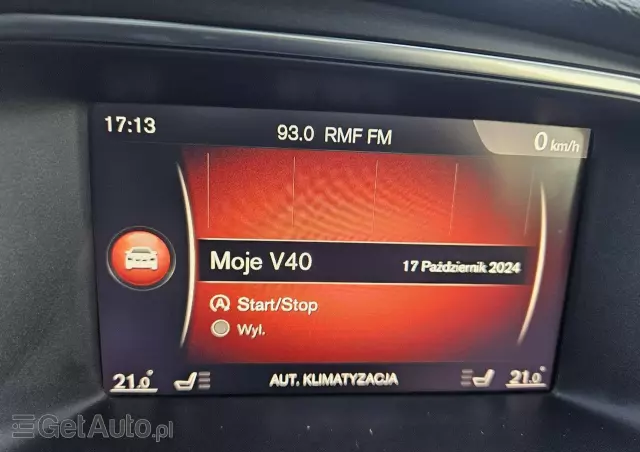 17:13
93.0 RMF FM
0 km/h
Moje V40
17 Październik 2024
Start/Stop
Wył.
21.0°
AUT. KLIMATYZACJA
21.0°
GetAuto.pl